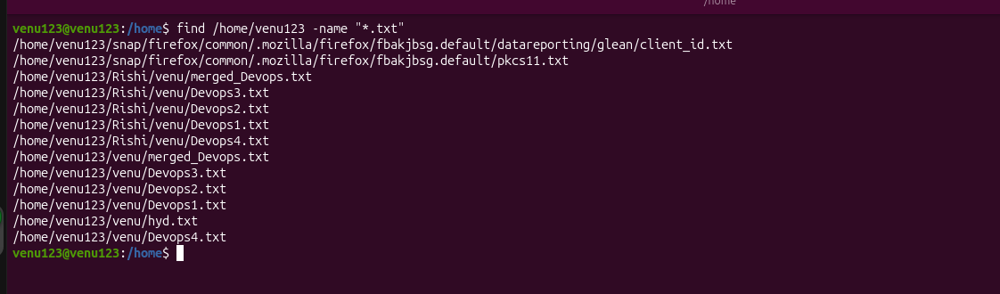 /home
venu123@venu123:/home$ find /home/venu123 -name "*.txt"
/home/venu123/snap/firefox/common/.mozilla/firefox/fbakjbsg.default/datareporting/glean/client_id.txt
/home/venu123/snap/firefox/common/.mozilla/firefox/fbakjbsg.default/pkcs11.txt
/home/venu123/Rishi/venu/merged_Devops.txt
/home/venu123/Rishi/venu/Devops3.txt
/home/venu123/Rishi/venu/Devops2.txt
/home/venu123/Rishi/venu/Devops1.txt
/home/venu123/Rishi/venu/Devops4.txt
/home/venu123/venu/merged_Devops.txt
/home/venu123/venu/Devops3.txt
/home/venu123/venu/Devops2.txt
/home/venu123/venu/Devops1.txt
/home/venu123/venu/hyd.txt
/home/venu123/venu/Devops4.txt
venu123@venu123:/home$